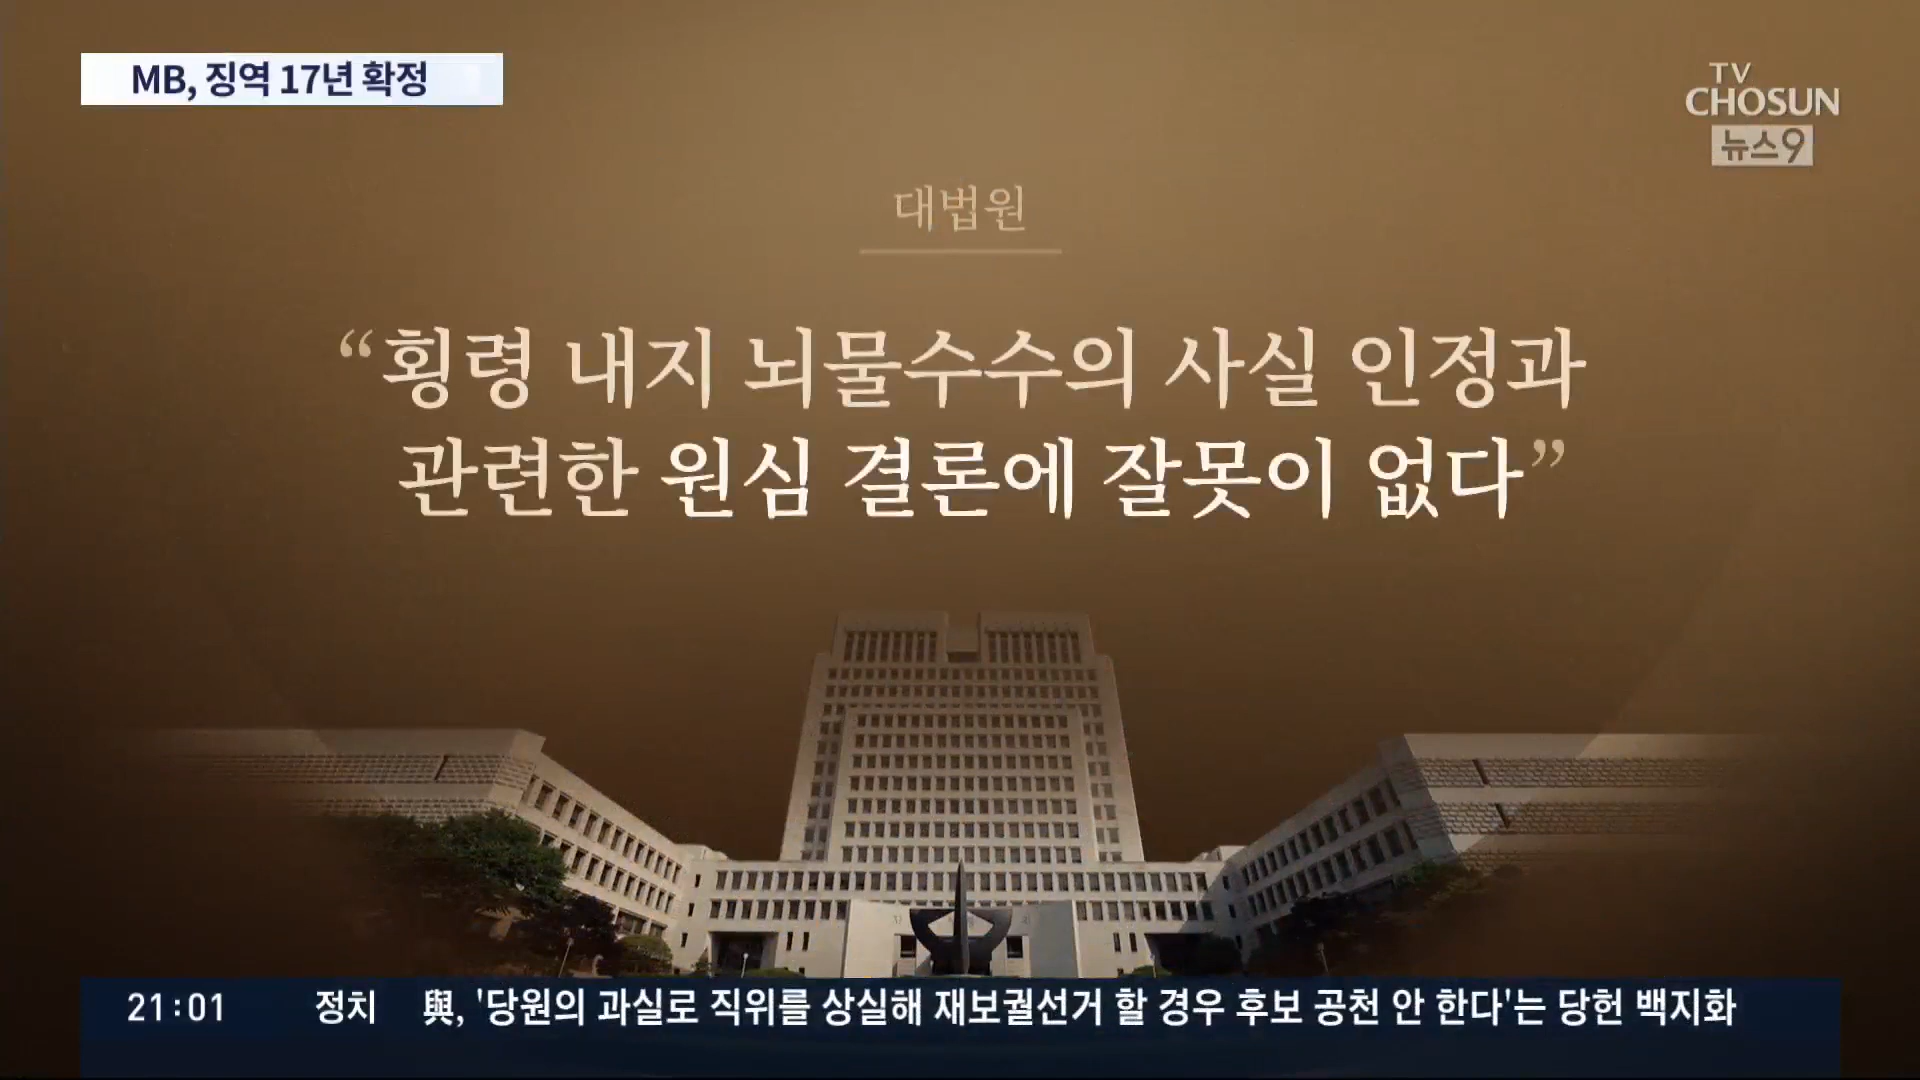 MB, 징역 17년 확정
TV
CHOSUN
뉴스9
대법원
“횡령 내지 뇌물수수의 사실 인정과
관련한 원심 결론에 잘못이 없다”
21:01 정치 與, '당원의 과실로 직위를 상실해 재보궐선거 할 경우 후보 공천 안 한다'는 당헌 백지화